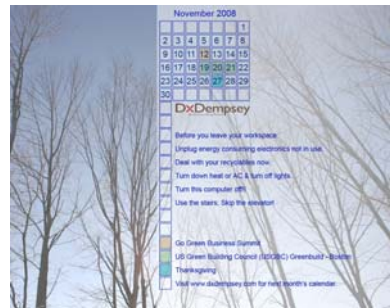 November 2008
1
2 3 4 5 6 7 8
9 10 11 12 13 14 15
16 17 18 19 20 21 22
23 24 25 26 27 28 29
30
DxDempsey
Before you leave your workspace:
Unplug energy consuming electronics not in use.
Deal with your recyclables now.
Turn down heat or AC & turn off lights.
Turn this computer off!!
Use the stairs, Skip the elevator!
Go Green Business Summit
US Green Building Council (USGBC) Greenbuild - Boston
Thanksgiving
Visit www.dxdempsey.com for next month's calendar.